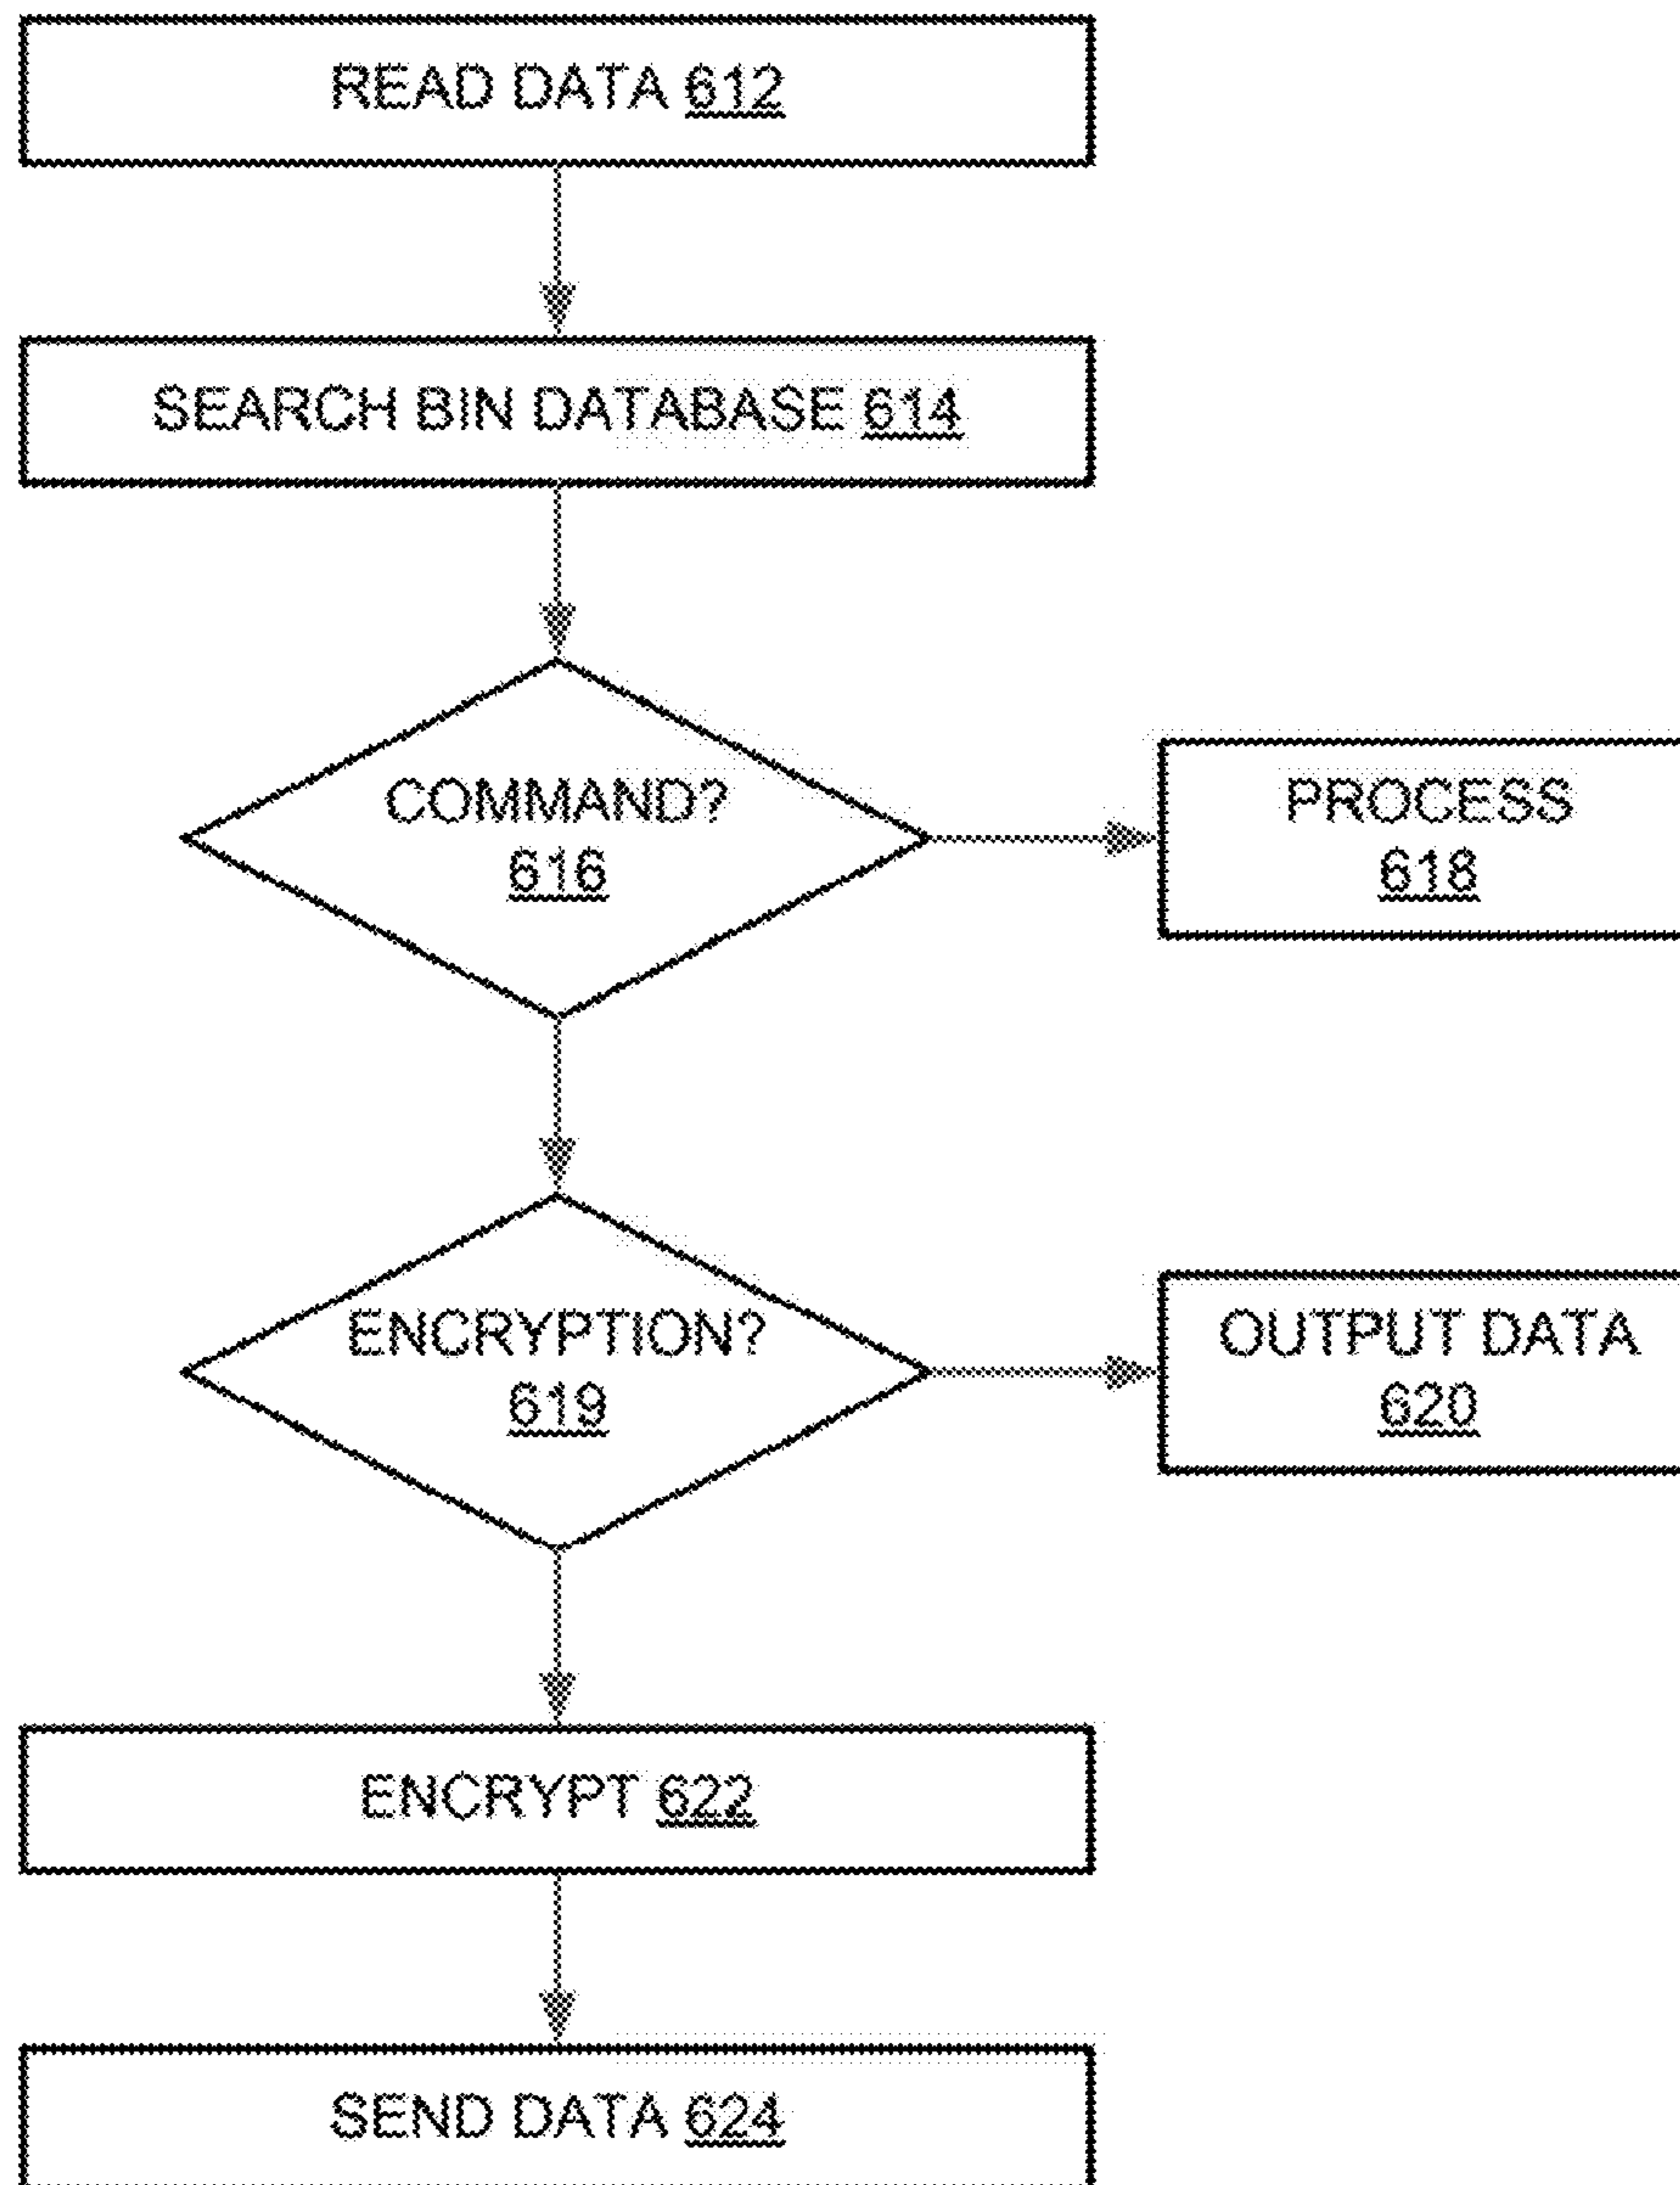 READ DATA 612
SEARCH BIN DATABASE 614
COMMAND?
616
PROCESS
618
ENCRYPTION?
619
OUTPUT DATA
620
ENCRYPT 622
SEND DATA 624